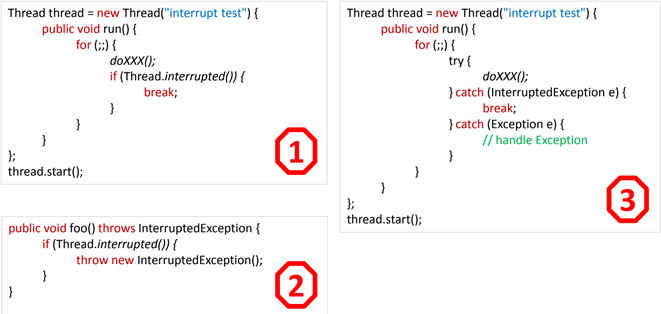 Thread thread = new Thread("interrupt test") {
public void run() {
for (;;) {
doXXX();
if (Thread.interrupted()) {
break;
}
}
}
};
thread.start();
1
public void foo() throws InterruptedException {
if (Thread.interrupted()) {
throw new InterruptedException();
}
}
2
Thread thread = new Thread("interrupt test") {
public void run() {
for (;;) {
try {
doXXX();
} catch (InterruptedException e) {
break;
} catch (Exception e) {
// handle Exception
}
}
}
};
thread.start();
3